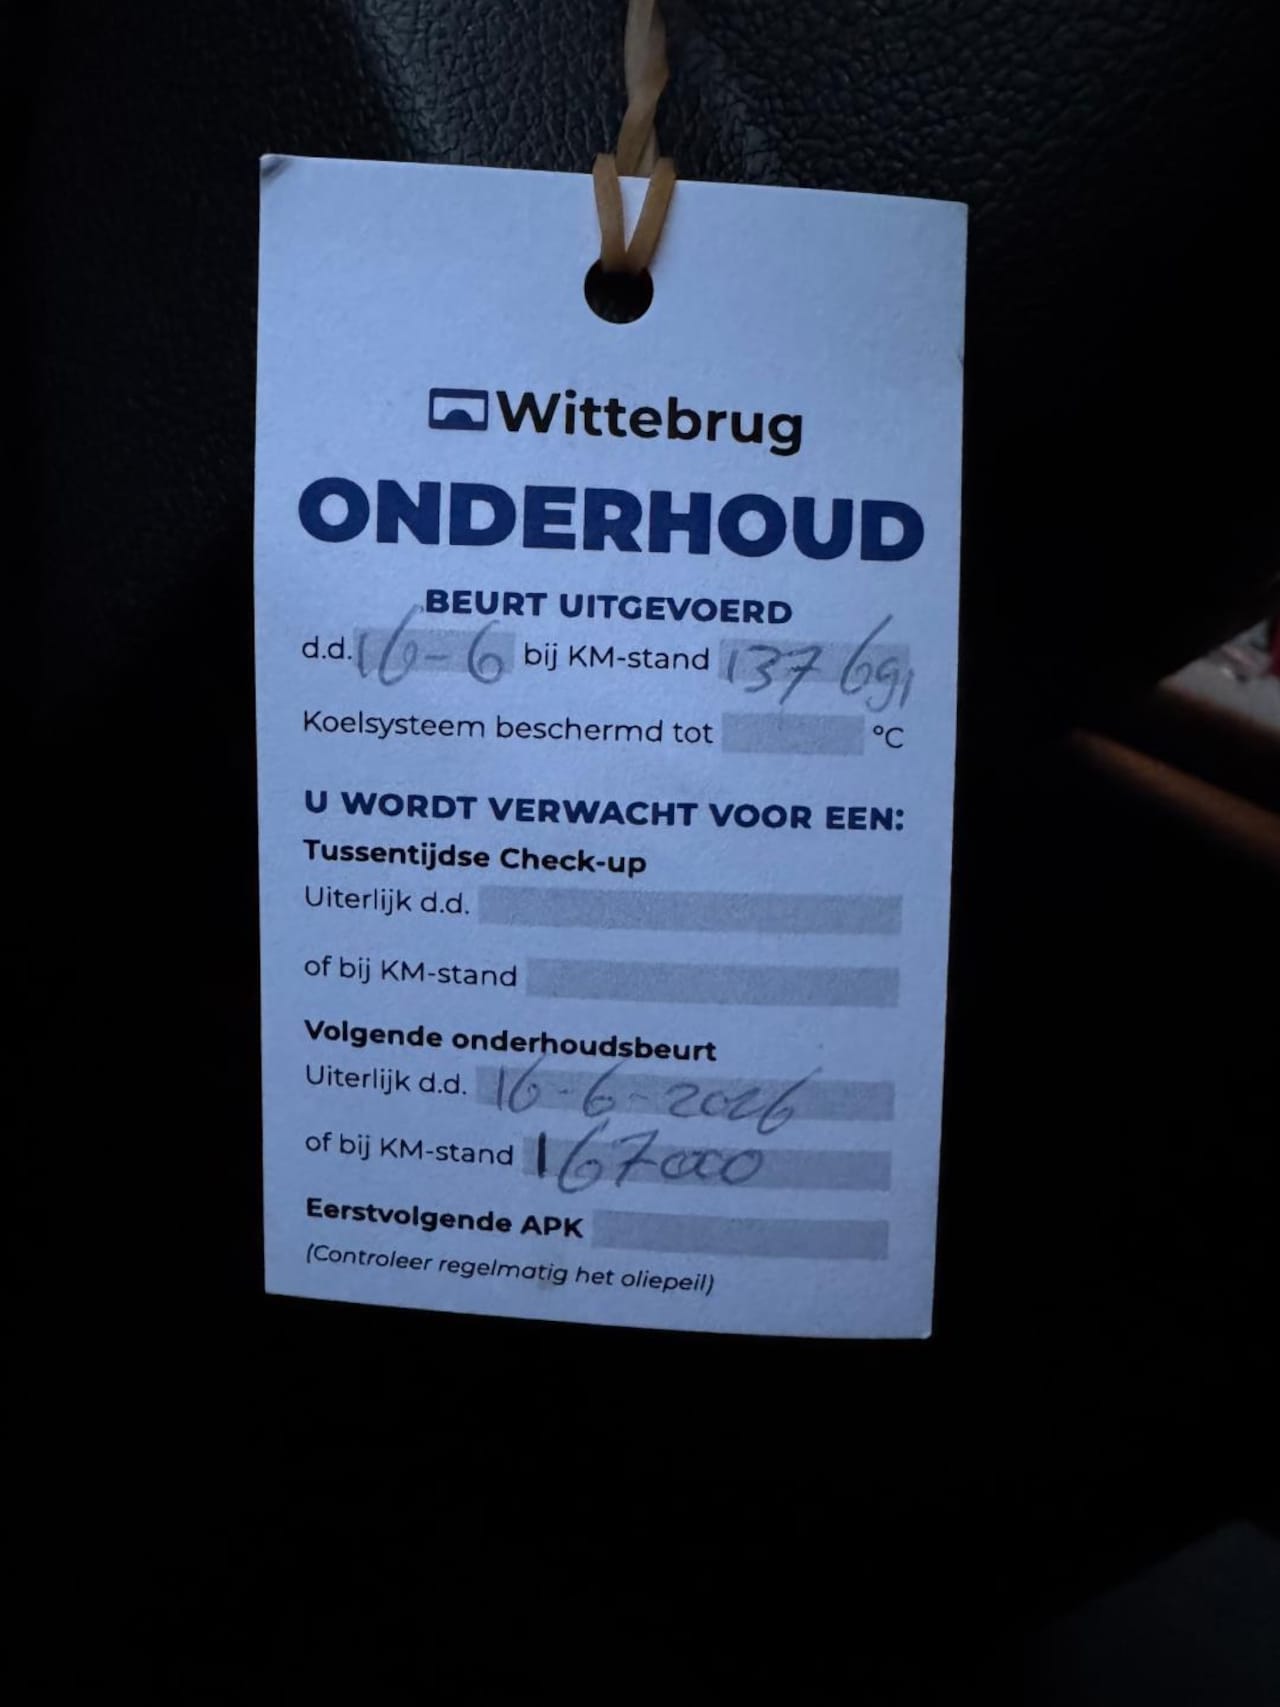 Wittebrug
ONDERHOUD
BEURT UITGEVOERD
d.d. 16-6 bij KM-stand 137691
Koelsysteem beschermd tot °C
U WORDT VERWACHT VOOR EEN:
Tussentijdse Check-up
Uiterlijk d.d.
of bij KM-stand
Volgende onderhoudsbeurt
Uiterlijk d.d. 16-6-2026
of bij KM-stand 167000
Eerstvolgende APK
(Controleer regelmatig het oliepeil)